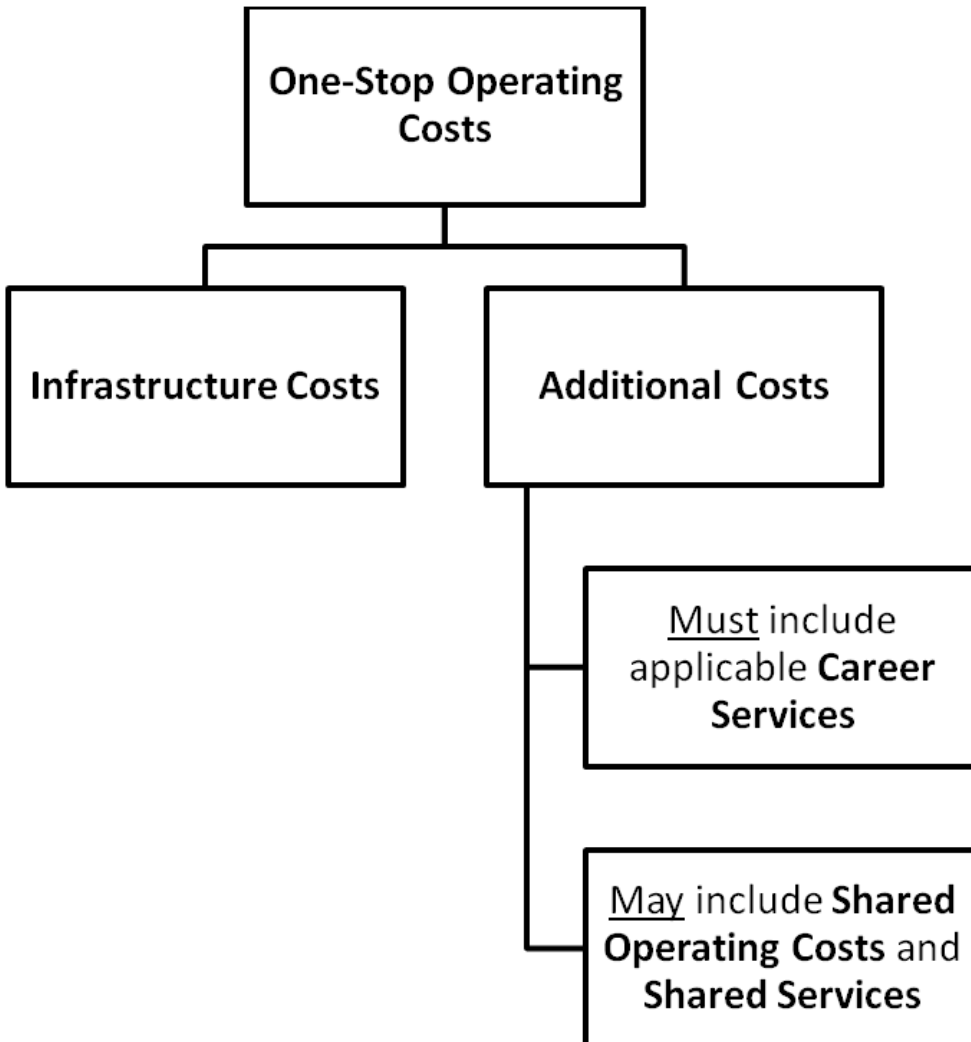 One-Stop Operating
Costs
Infrastructure Costs
Additional Costs
Must include
applicable Career
Services
May include Shared
Operating Costs and
Shared Services